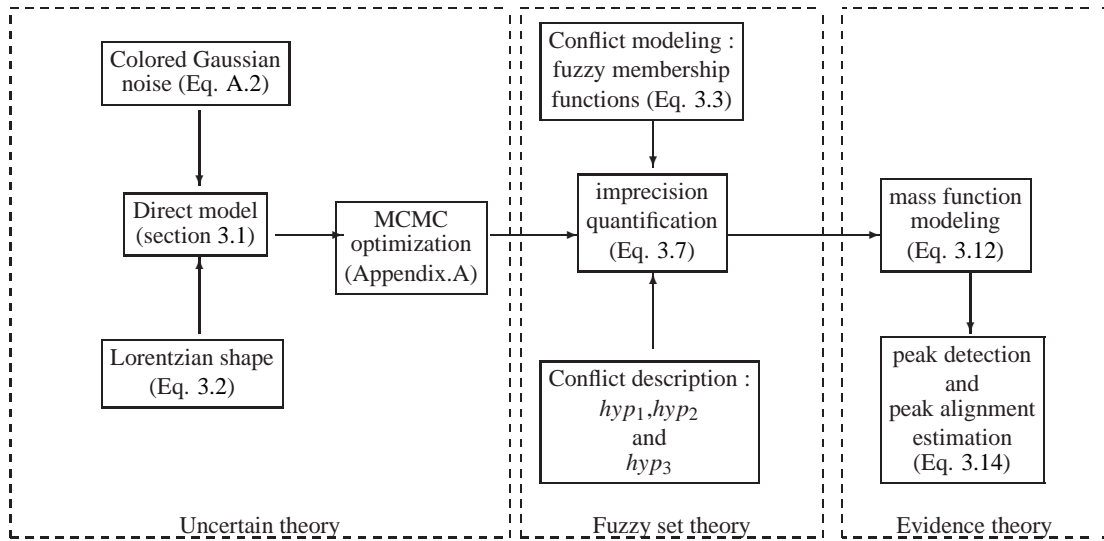 Colored Gaussian
noise (Eq. A.2)
Direct model
(section 3.1)
Lorentzian shape
(Eq. 3.2)
MCMC
optimization
(Appendix.A)
Uncertain theory
Conflict modeling :
fuzzy membership
functions (Eq. 3.3)
imprecision
quantification
(Eq. 3.7)
Conflict description :
hyp₁,hyp₂
and
hyp₃
Fuzzy set theory
mass function
modeling
(Eq. 3.12)
peak detection
and
peak alignment
estimation
(Eq. 3.14)
Evidence theory